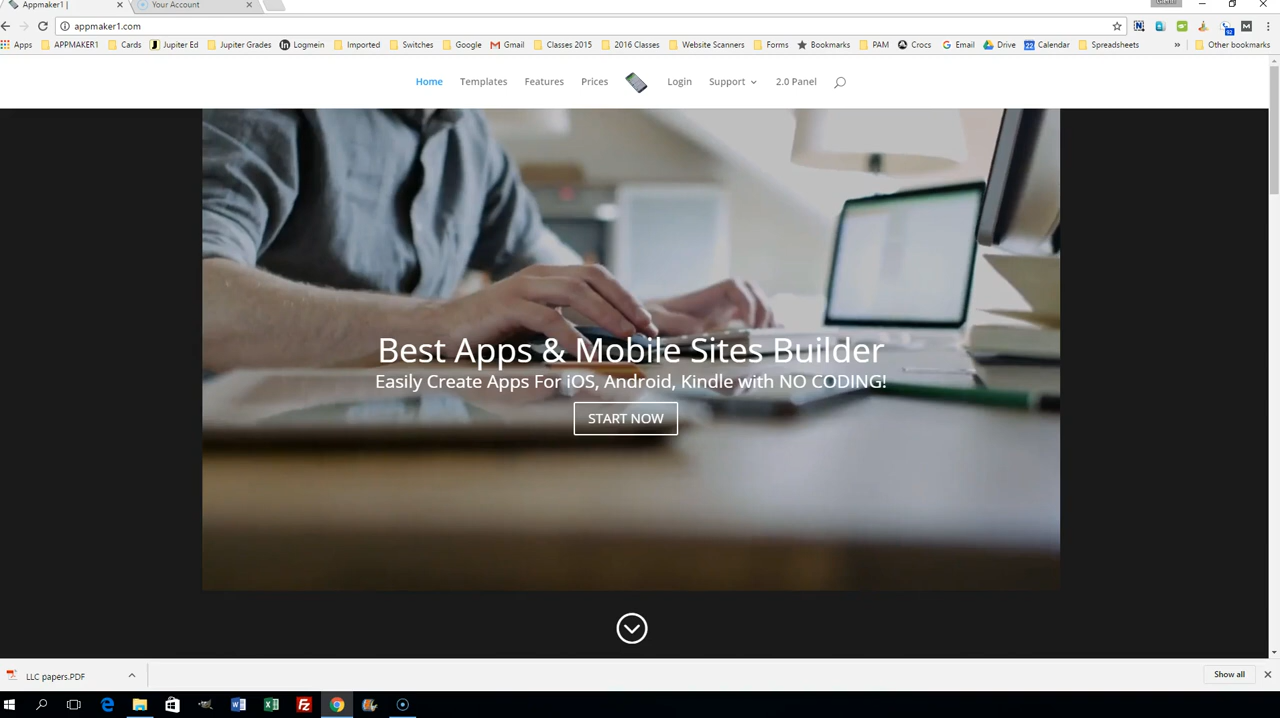 Appmaker1 |
Your Account
appmaker1.com
Apps APPMAKER1 Cards Jupiter Ed Jupiter Grades Logmein Imported Switches Google Gmail Classes 2015 2016 Classes Website Scanners Forms Bookmarks PAM Crocs Email Drive Calendar Spreadsheets » Other bookmarks
Home Templates Features Prices Login Support 2.0 Panel
Best Apps & Mobile Sites Builder
Easily Create Apps For iOS, Android, Kindle with NO CODING!
START NOW
LLC papers.PDF
Show all